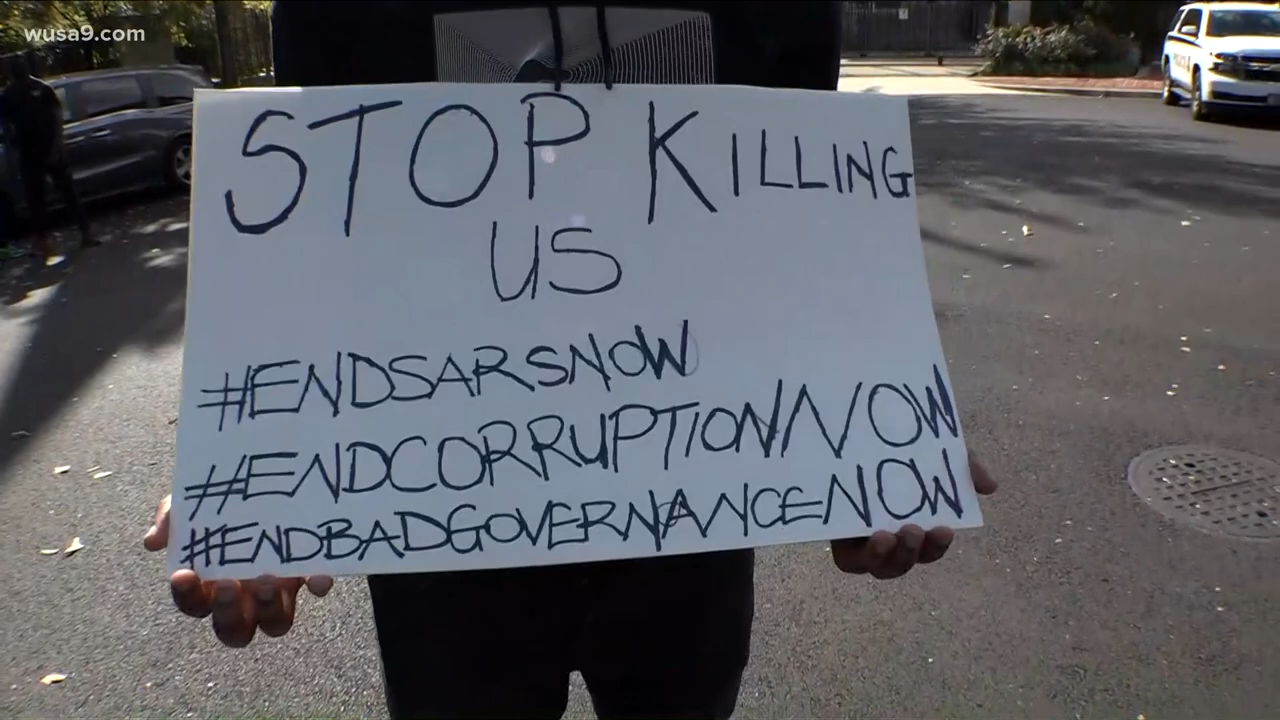 wusa9.com
STOP KILLING
US
#ENDSARSNOW
#ENDCORRUPTIONNOW
#ENDBADGOVERNANCENOW